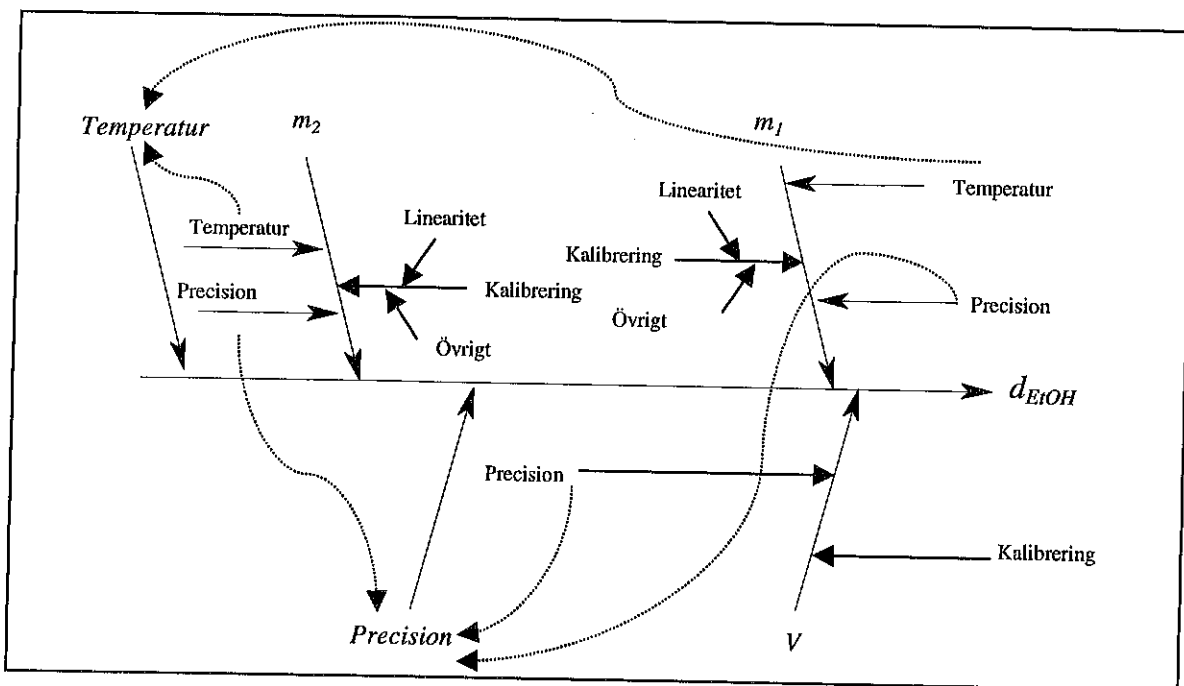 Temperatur
m2
m1
Linearitet
Temperatur
Temperatur
Linearitet
Kalibrering
Precision
Kalibrering
Precision
Övrigt
Övrigt
dEtOH
Precision
Kalibrering
Precision
V